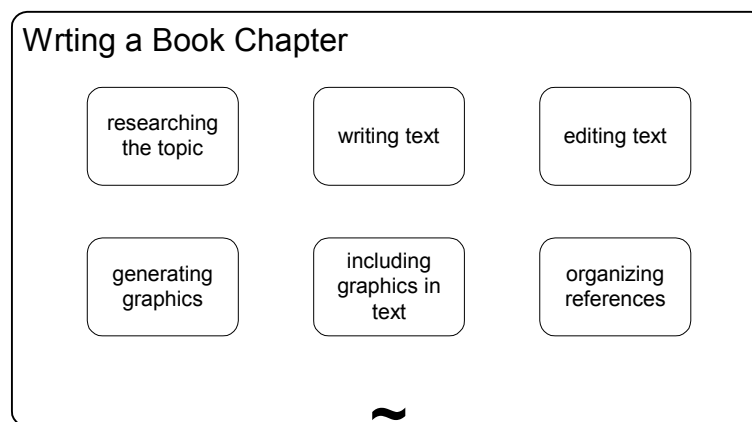 Wrting a Book Chapter
researching
the topic
writing text
editing text
generating
graphics
including
graphics in
text
organizing
references
~